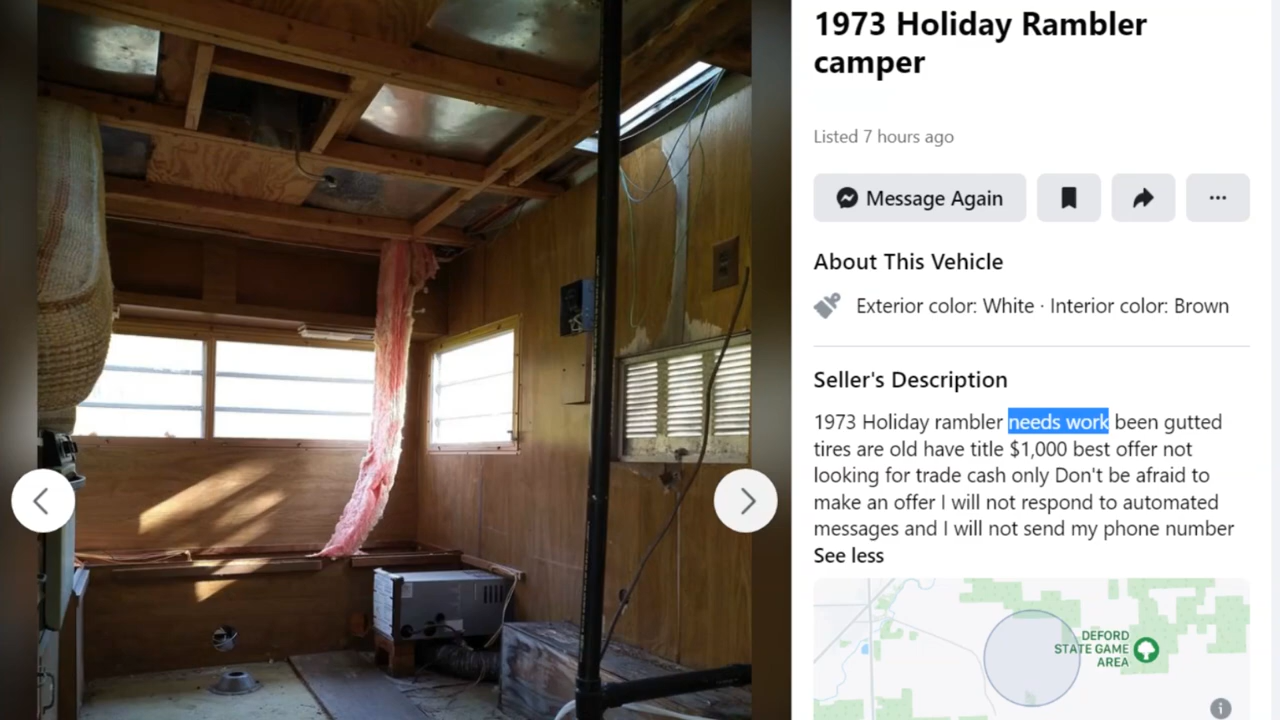 1973 Holiday Rambler
camper
Listed 7 hours ago
Message Again
About This Vehicle
Exterior color: White · Interior color: Brown
Seller's Description
1973 Holiday rambler needs work been gutted
tires are old have title $1,000 best offer not
looking for trade cash only Don't be afraid to
make an offer I will not respond to automated
messages and I will not send my phone number
See less
DEFORD
STATE GAME
AREA